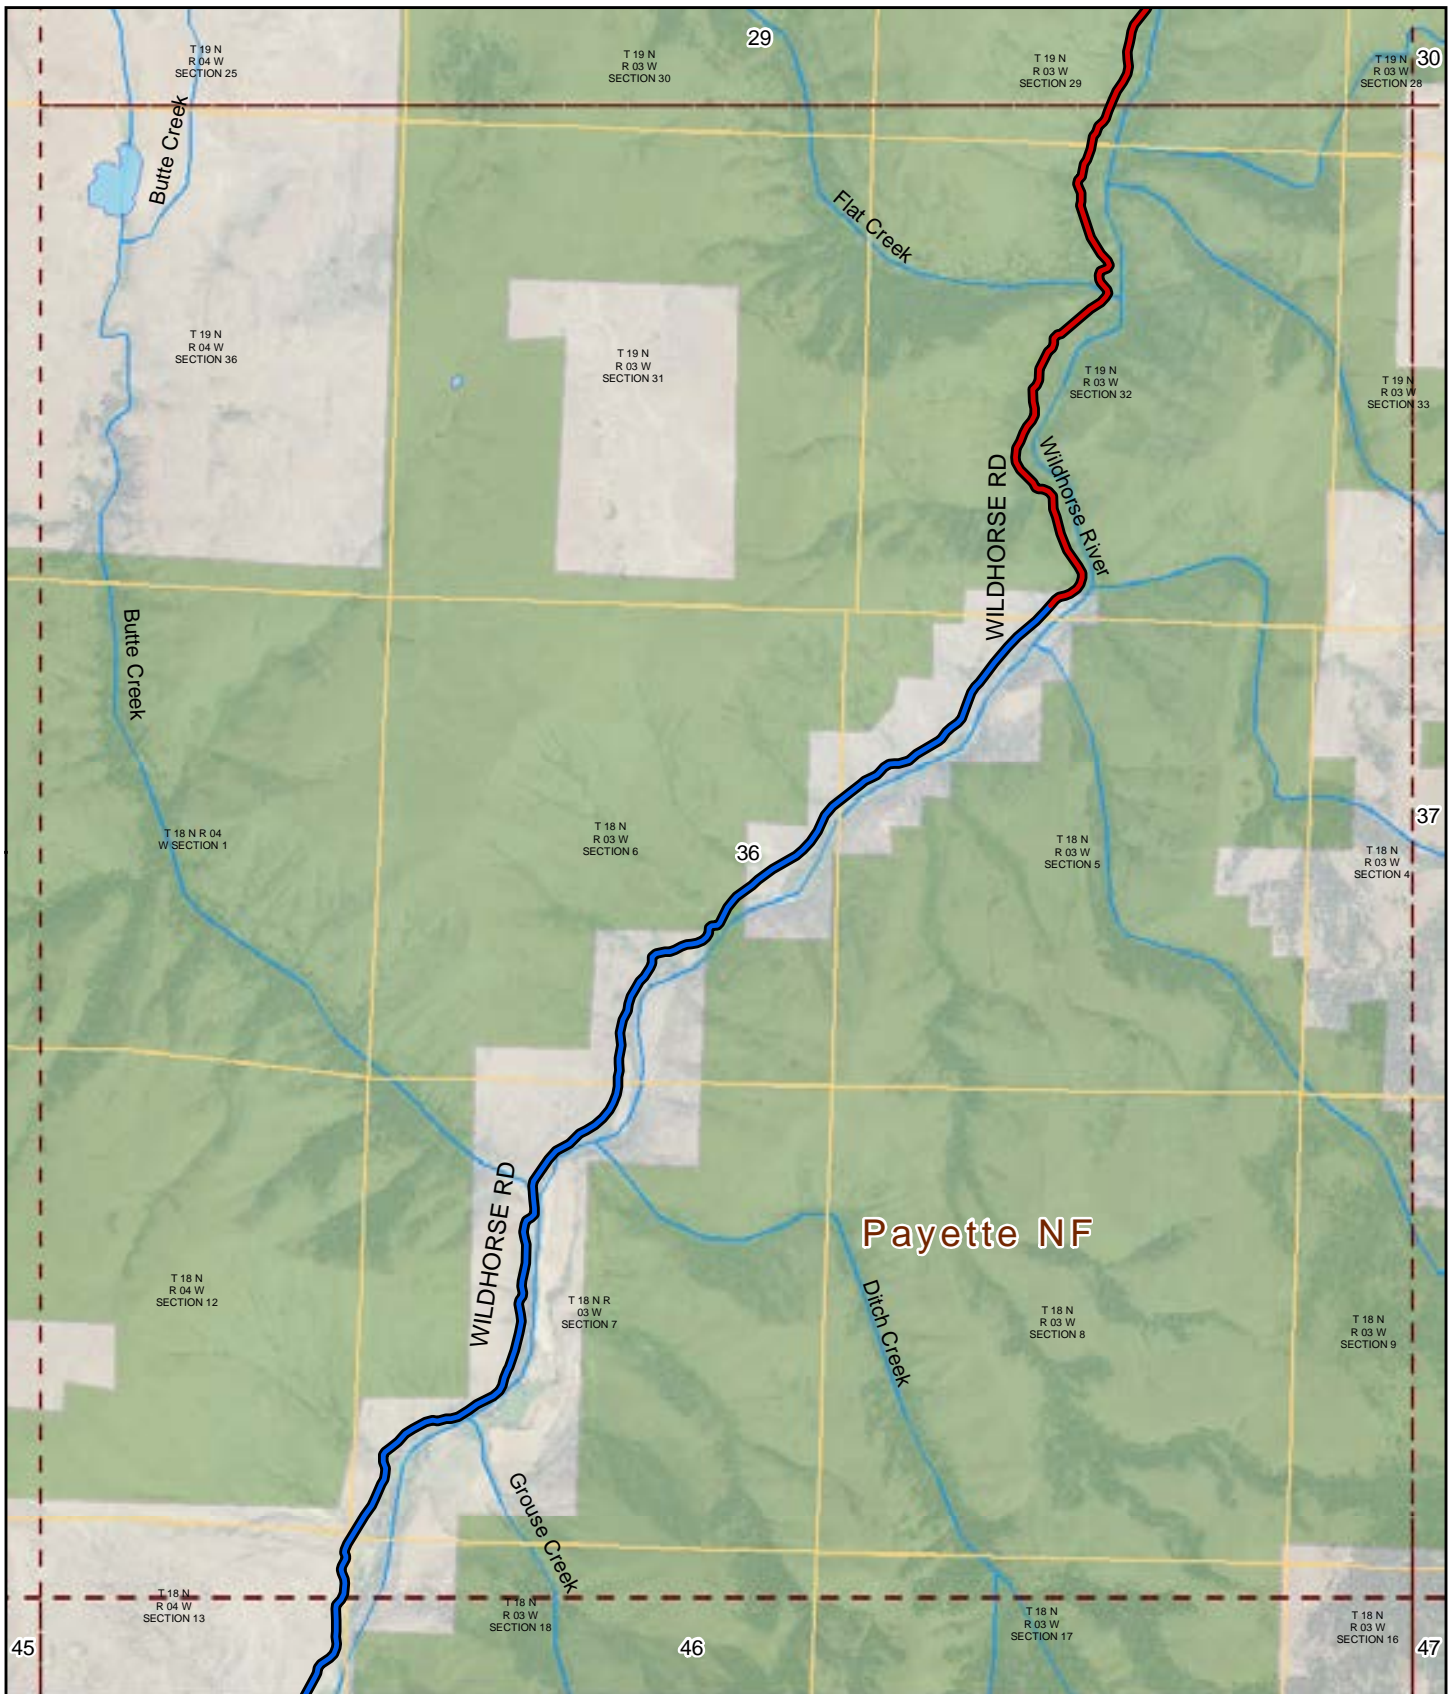 29
30
T 19 N
R 04 W
SECTION 25
T 19 N
R 03 W
SECTION 30
T 19 N
R 03 W
SECTION 29
T 19 N
R 03 W
SECTION 28
Butte Creek
Flat Creek
T 19 N
R 04 W
SECTION 36
T 19 N
R 03 W
SECTION 31
T 19 N
R 03 W
SECTION 32
T 19 N
R 03 W
SECTION 33
WILDHORSE RD
Wildhorse River
Butte Creek
T 18 N R 04
W SECTION 1
T 18 N
R 03 W
SECTION 6
36
T 18 N
R 03 W
SECTION 5
37
T 18 N
R 03 W
SECTION 4
WILDHORSE RD
Payette NF
T 18 N
R 04 W
SECTION 12
T 18 N R
03 W
SECTION 7
Ditch Creek
T 18 N
R 03 W
SECTION 8
T 18 N
R 03 W
SECTION 9
Grouse Creek
T 18 N
R 04 W
SECTION 13
T 18 N
R 03 W
SECTION 18
T 18 N
R 03 W
SECTION 17
T 18 N
R 03 W
SECTION 16
45
46
47